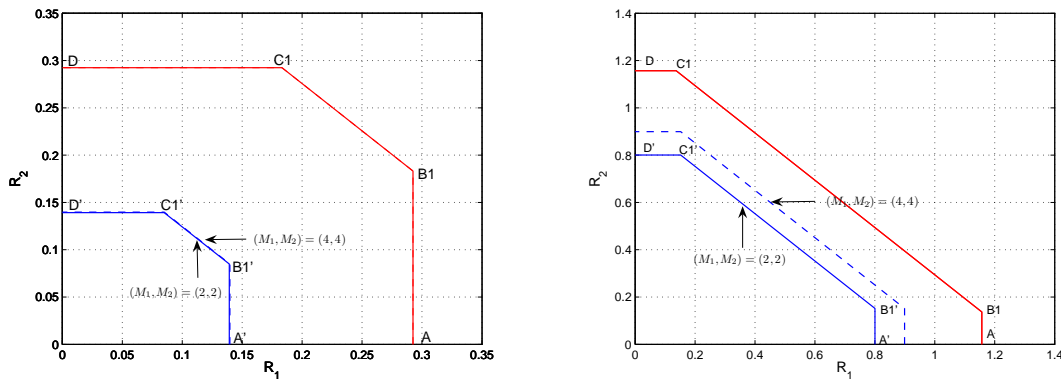 0.35
0.3
0.25
0.2
0.15
0.1
0.05
0
R2
D
C1
B1
D'
C1'
(M1, M2) = (4, 4)
B1'
(M1, M2) = (2, 2)
A'
A
0 0.05 0.1 0.15 0.2 0.25 0.3 0.35
R1
1.4
1.2
1
0.8
0.6
0.4
0.2
0
R2
D
C1
D'
C1'
(M1, M2) = (4, 4)
(M1, M2) = (2, 2)
B1'
B1
A'
A
0 0.2 0.4 0.6 0.8 1 1.2 1.4
R1